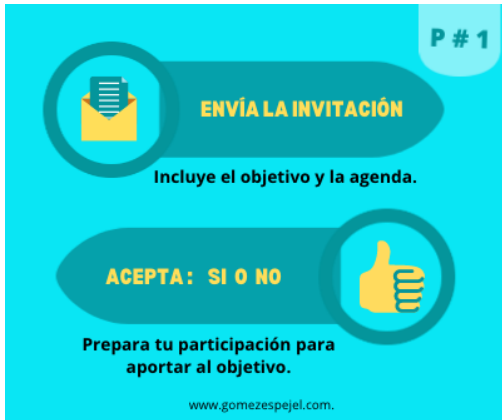 P # 1
ENVÍA LA INVITACIÓN
Incluye el objetivo y la agenda.
ACEPTA: SI O NO
Prepara tu participación para
aportar al objetivo.
www.gomezespejel.com.